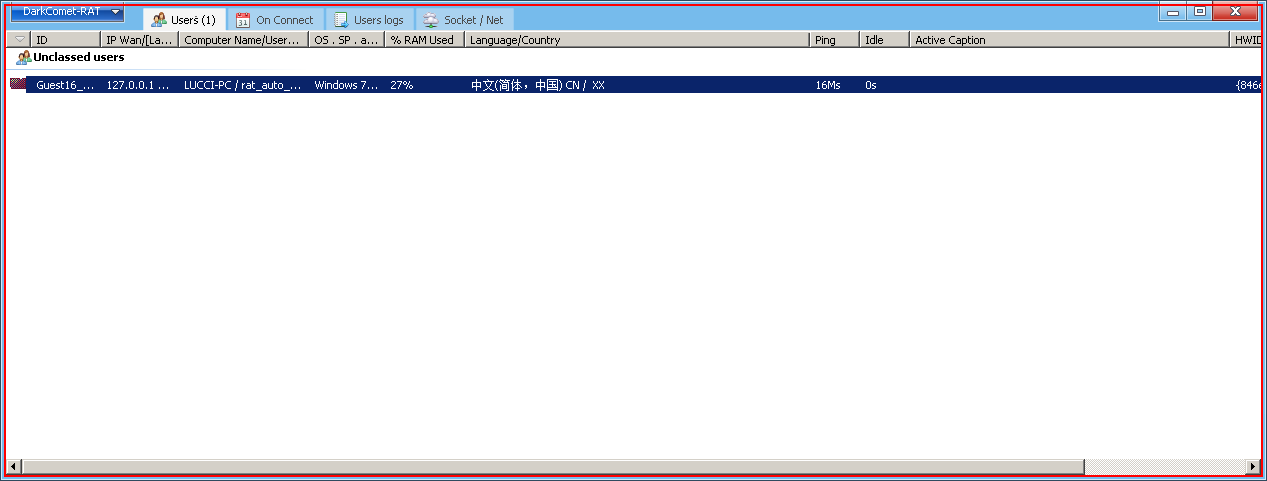 DarkComet-RAT Users (1) On Connect Users logs Socket / Net
ID IP Wan/[La... Computer Name/User... OS . SP . a... % RAM Used Language/Country Ping Idle Active Caption HWID
Unclassed users
Guest16_... 127.0.0.1 ... LUCCI-PC / rat_auto_... Windows 7... 27% 中文(简体，中国) CN / XX 16Ms 0s {846